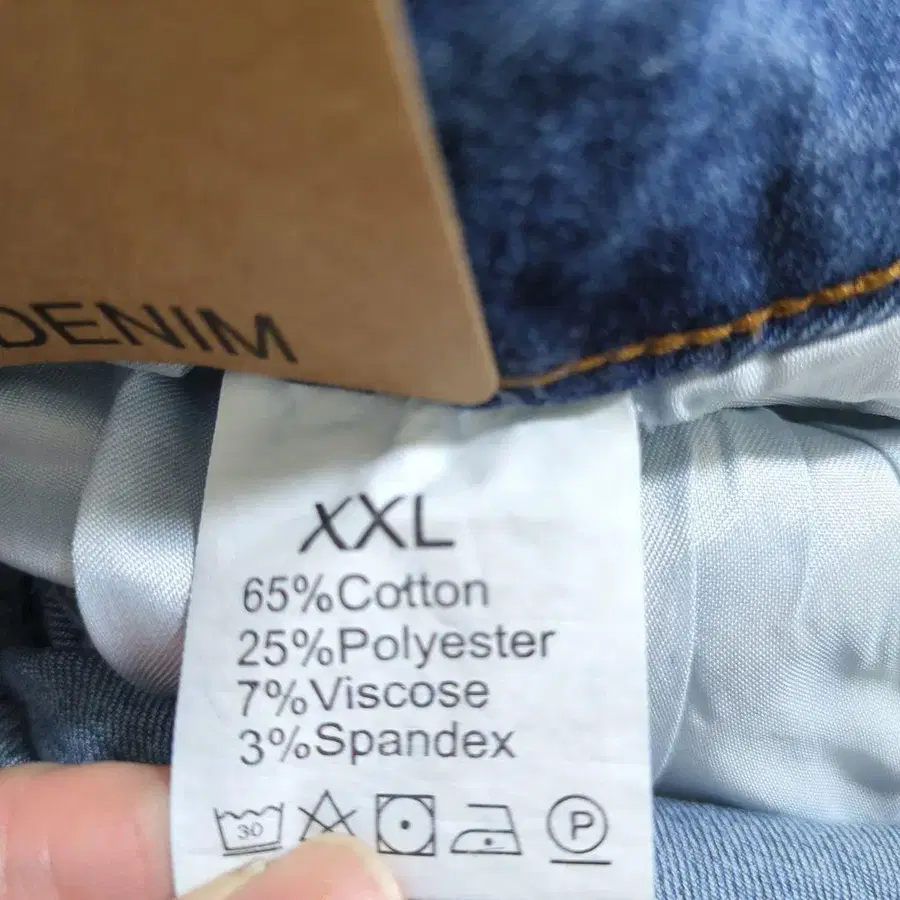 DENIM
XXL
65%Cotton
25%Polyester
7%Viscose
3%Spandex
30
P